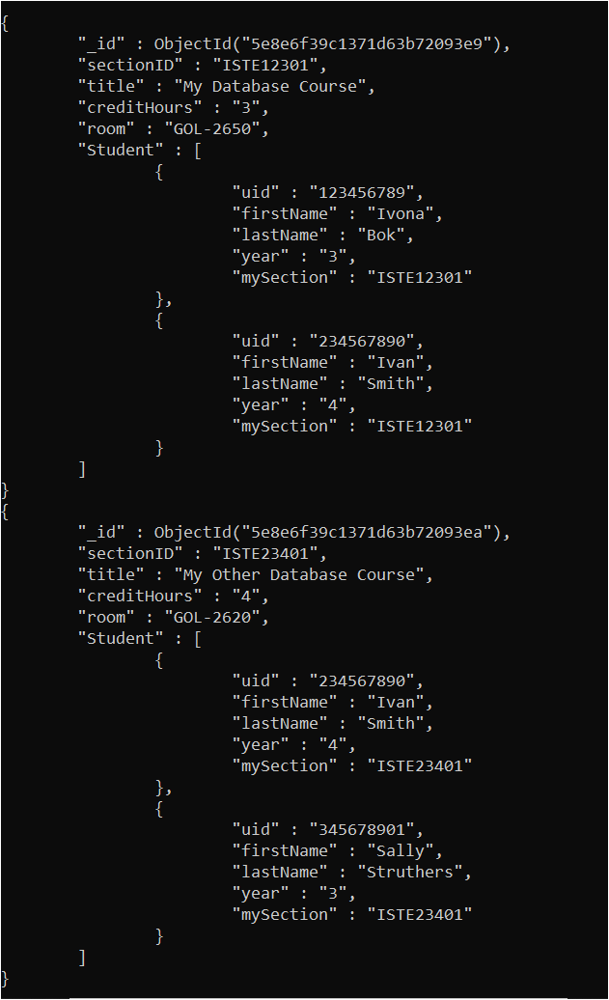 {
"_id" : ObjectId("5e8e6f39c1371d63b72093e9"),
"sectionID" : "ISTE12301",
"title" : "My Database Course",
"creditHours" : "3",
"room" : "GOL-2650",
"Student" : [
{
"uid" : "123456789",
"firstName" : "Ivona",
"lastName" : "Bok",
"year" : "3",
"mySection" : "ISTE12301"
},
{
"uid" : "234567890",
"firstName" : "Ivan",
"lastName" : "Smith",
"year" : "4",
"mySection" : "ISTE12301"
}
]
}
{
"_id" : ObjectId("5e8e6f39c1371d63b72093ea"),
"sectionID" : "ISTE23401",
"title" : "My Other Database Course",
"creditHours" : "4",
"room" : "GOL-2620",
"Student" : [
{
"uid" : "234567890",
"firstName" : "Ivan",
"lastName" : "Smith",
"year" : "4",
"mySection" : "ISTE23401"
},
{
"uid" : "345678901",
"firstName" : "Sally",
"lastName" : "Struthers",
"year" : "3",
"mySection" : "ISTE23401"
}
]
}